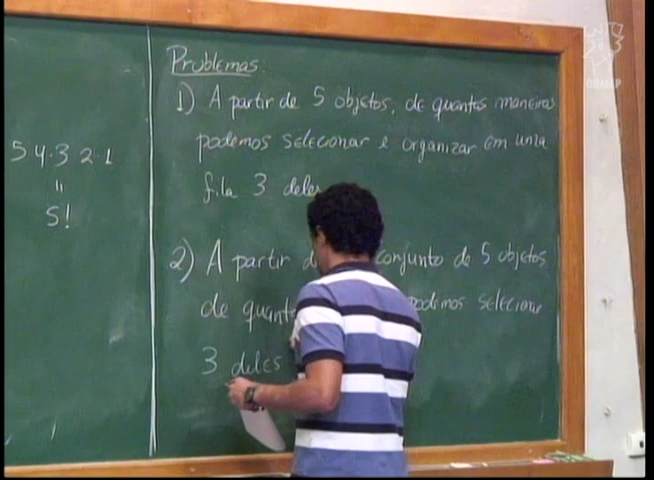 5 4 · 3 2 1
"
5!
Problemas
1) A partir de 5 objetos, de quantas maneiras
podemos selecionar e organizar em uma
fila 3 deles
2) A partir d conjunto de 5 objetos
de quant podemos selecionar
3 deles